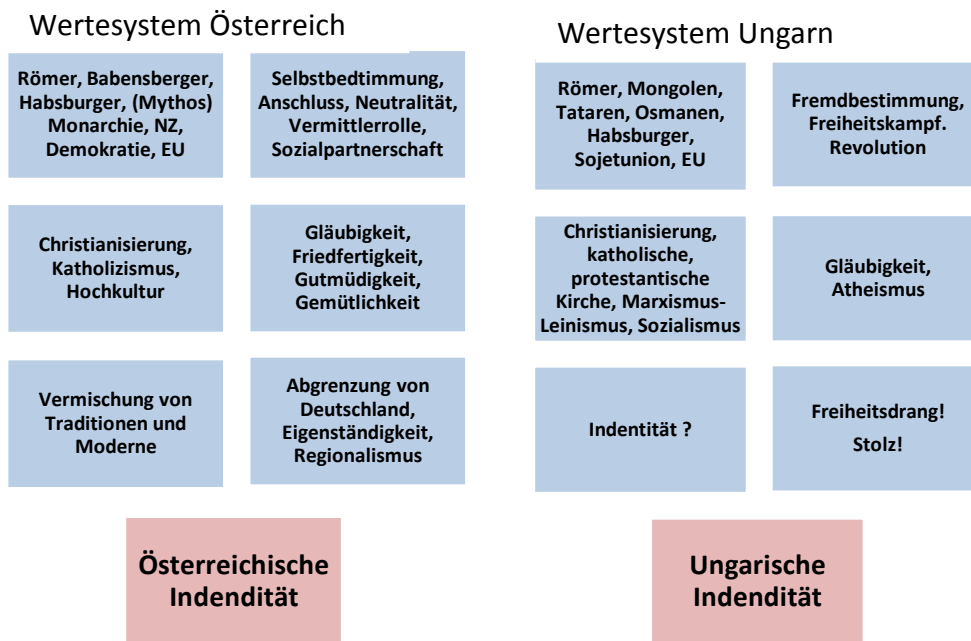 Wertesystem Österreich
Römer, Babensberger,
Habsburger, (Mythos)
Monarchie, NZ,
Demokratie, EU
Selbstbedtimmung,
Anschluss, Neutralität,
Vermittlerrolle,
Sozialpartnerschaft
Christianisierung,
Katholizismus,
Hochkultur
Gläubigkeit,
Friedfertigkeit,
Gutmüdigkeit,
Gemütlichkeit
Vermischung von
Traditionen und
Moderne
Abgrenzung von
Deutschland,
Eigenständigkeit,
Regionalismus
Österreichische
Indendität
Wertesystem Ungarn
Römer, Mongolen,
Tataren, Osmanen,
Habsburger,
Sojetunion, EU
Fremdbestimmung,
Freiheitskampf.
Revolution
Christianisierung,
katholische,
protestantische
Kirche, Marxismus-
Leinismus, Sozialismus
Gläubigkeit,
Atheismus
Indentität ?
Freiheitsdrang!
Stolz!
Ungarische
Indendität